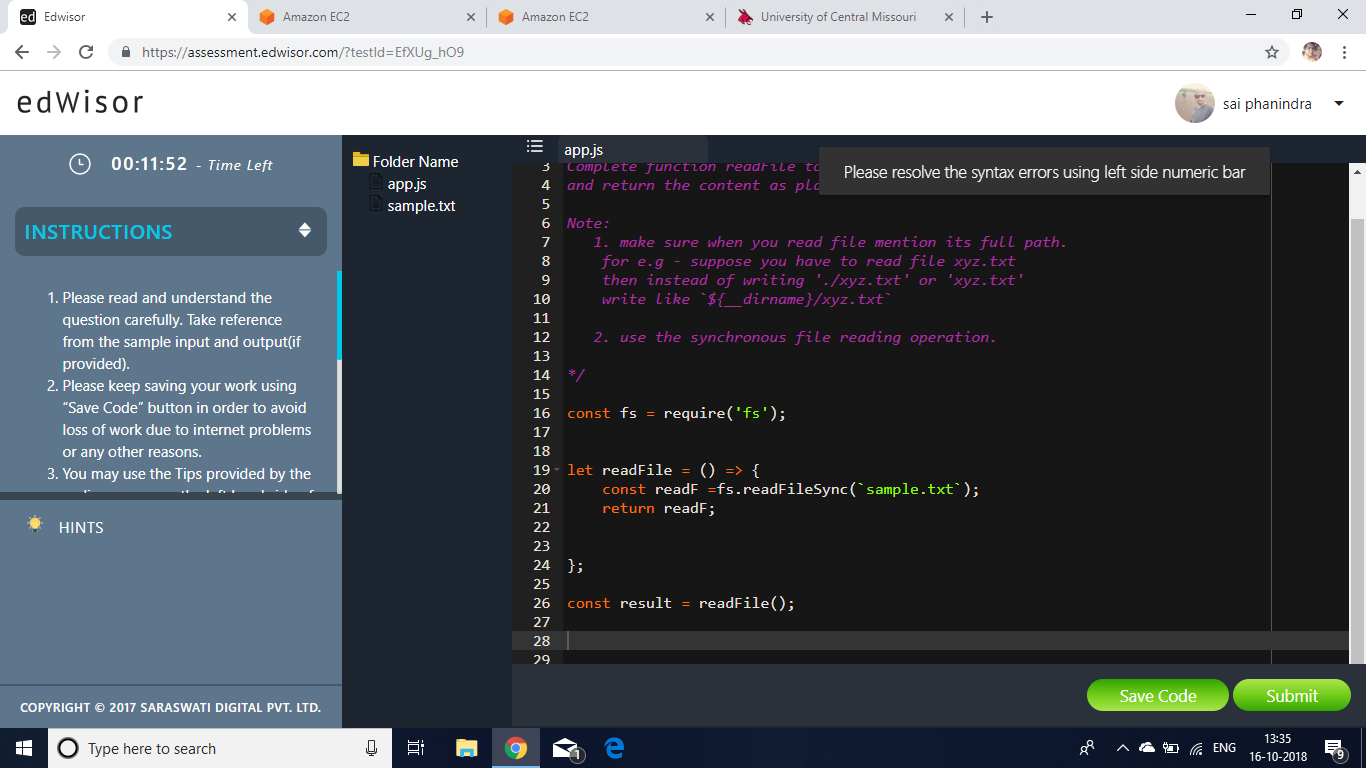 ed Edwisor
Amazon EC2
Amazon EC2
University of Central Missouri
https://assessment.edwisor.com/?testId=EfXUg_hO9
edWisor
sai phanindra
00:11:52 - Time Left
INSTRUCTIONS
1. Please read and understand the
question carefully. Take reference
from the sample input and output(if
provided).
2. Please keep saving your work using
“Save Code” button in order to avoid
loss of work due to internet problems
or any other reasons.
3. You may use the Tips provided by the
HINTS
COPYRIGHT © 2017 SARASWATI DIGITAL PVT. LTD.
Folder Name
app.js
sample.txt
app.js
Please resolve the syntax errors using left side numeric bar
3 Complete function readFile to
4 and return the content as
5
6 Note:
7 1. make sure when you read file mention its full path.
8 for e.g - suppose you have to read file xyz.txt
9 then instead of writing './xyz.txt' or 'xyz.txt'
10 write like `${__dirname}/xyz.txt`
11
12 2. use the synchronous file reading operation.
13
14 */
15
16 const fs = require('fs');
17
18
19 let readFile = () => {
20 const readF =fs.readFileSync(`sample.txt`);
21 return readF;
22
23
24 };
25
26 const result = readFile();
27
28
29
Save Code
Submit
Type here to search
1
ENG
13:35
16-10-2018
9